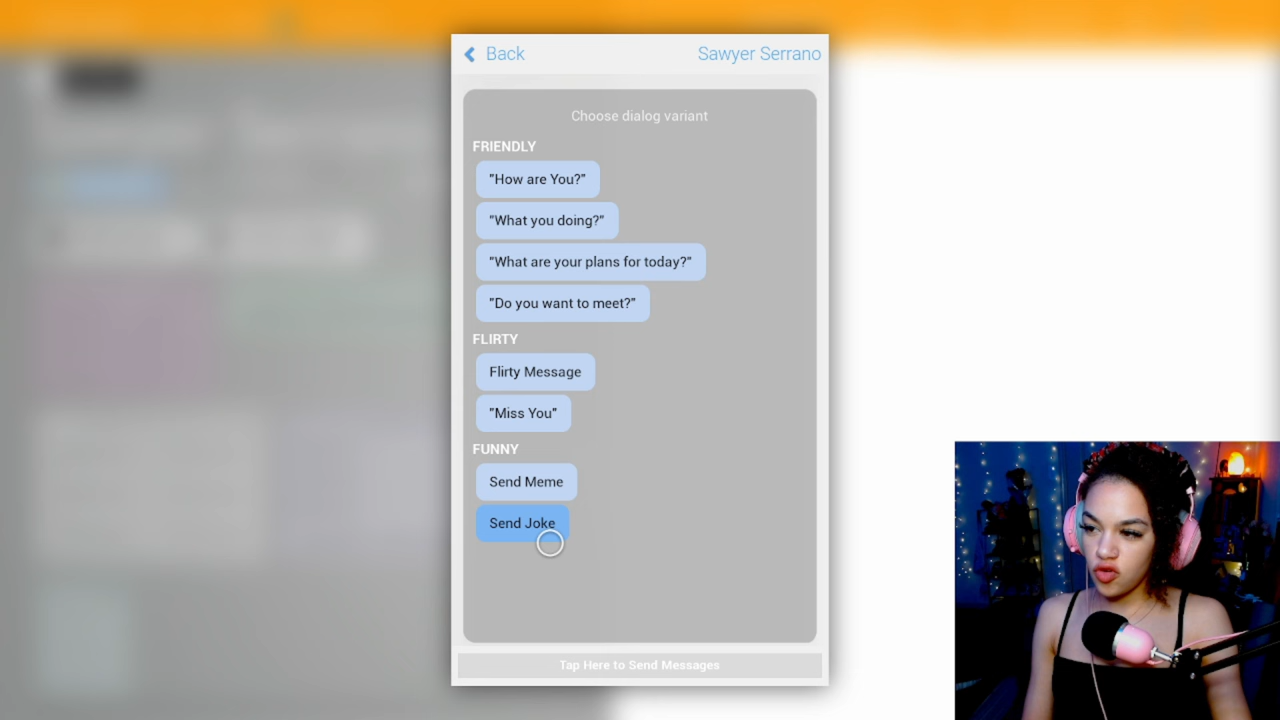 Back
Sawyer Serrano
Choose dialog variant
FRIENDLY
"How are You?"
"What you doing?"
"What are your plans for today?"
"Do you want to meet?"
FLIRTY
Flirty Message
"Miss You"
FUNNY
Send Meme
Send Joke
Tap Here to Send Messages